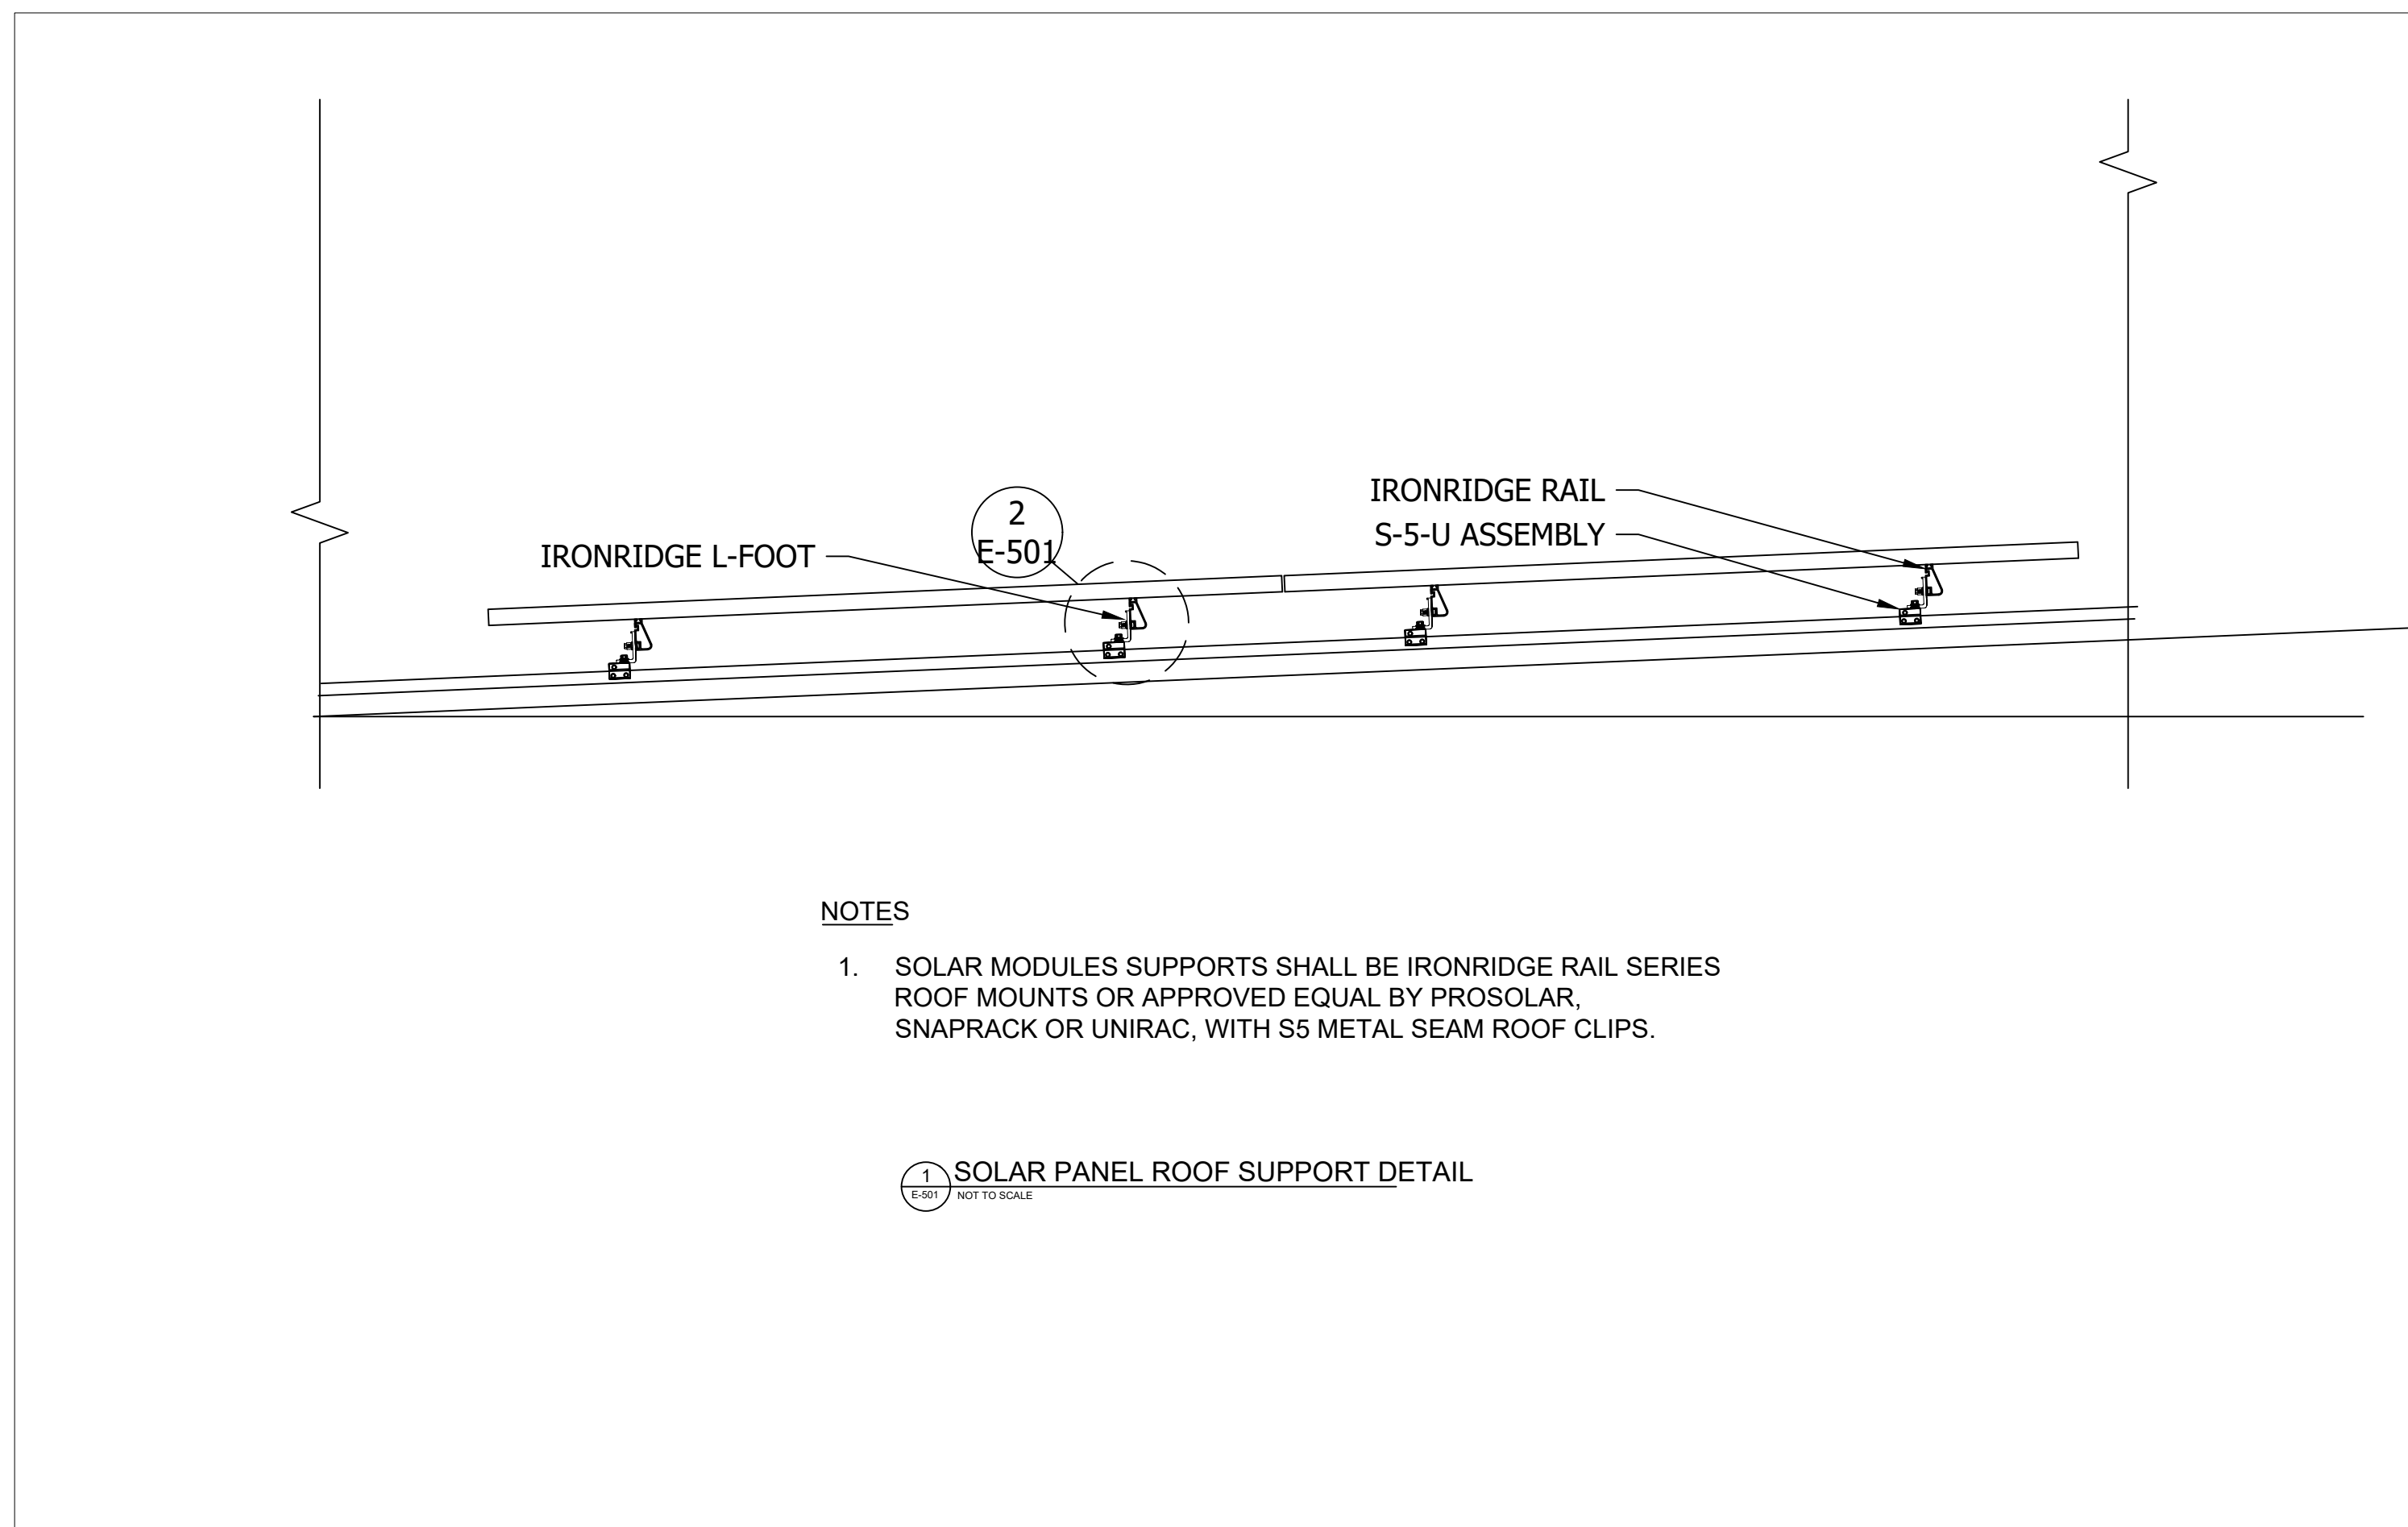 IRONRIDGE RAIL
2
S-5-U ASSEMBLY
E-501
IRONRIDGE L-FOOT
NOTES
1. SOLAR MODULES SUPPORTS SHALL BE IRONRIDGE RAIL SERIES
ROOF MOUNTS OR APPROVED EQUAL BY PROSOLAR,
SNAPRACK OR UNIRAC, WITH S5 METAL SEAM ROOF CLIPS.
1
SOLAR PANEL ROOF SUPPORT DETAIL
E-501
NOT TO SCALE